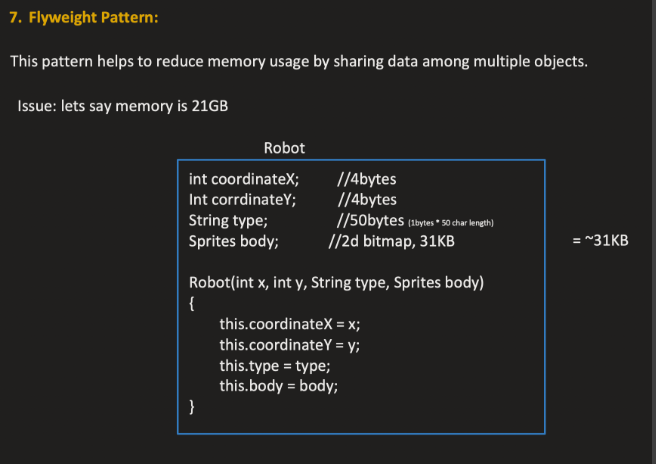 7. Flyweight Pattern:
This pattern helps to reduce memory usage by sharing data among multiple objects.
Issue: lets say memory is 21GB
Robot
int coordinateX; //4bytes
Int corrdinateY; //4bytes
String type; //50bytes (1bytes * 50 char length)
Sprites body; //2d bitmap, 31KB
= ~31KB
Robot(int x, int y, String type, Sprites body)
{
this.coordinateX = x;
this.coordinateY = y;
this.type = type;
this.body = body;
}